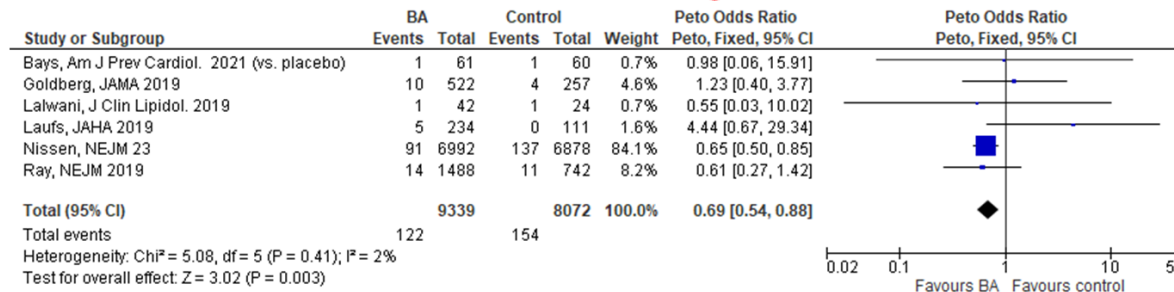 BA Control Peto Odds Ratio Peto Odds Ratio
Study or Subgroup Events Total Events Total Weight Peto, Fixed, 95% CI Peto, Fixed, 95% CI
Bays, Am J Prev Cardiol. 2021 (vs. placebo) 1 61 1 60 0.7% 0.98 [0.06, 15.91]
Goldberg, JAMA 2019 10 522 4 257 4.6% 1.23 [0.40, 3.77]
Lalwani, J Clin Lipidol. 2019 1 42 1 24 0.7% 0.55 [0.03, 10.02]
Laufs, JAHA 2019 5 234 0 111 1.6% 4.44 [0.67, 29.34]
Nissen, NEJM 23 91 6992 137 6878 84.1% 0.65 [0.50, 0.85]
Ray, NEJM 2019 14 1488 11 742 8.2% 0.61 [0.27, 1.42]
Total (95% CI) 9339 8072 100.0% 0.69 [0.54, 0.88]
Total events 122 154
Heterogeneity: Chi² = 5.08, df = 5 (P = 0.41); I² = 2%
Test for overall effect: Z = 3.02 (P = 0.003)
0.02 0.1 1 10 5
Favours BA Favours control